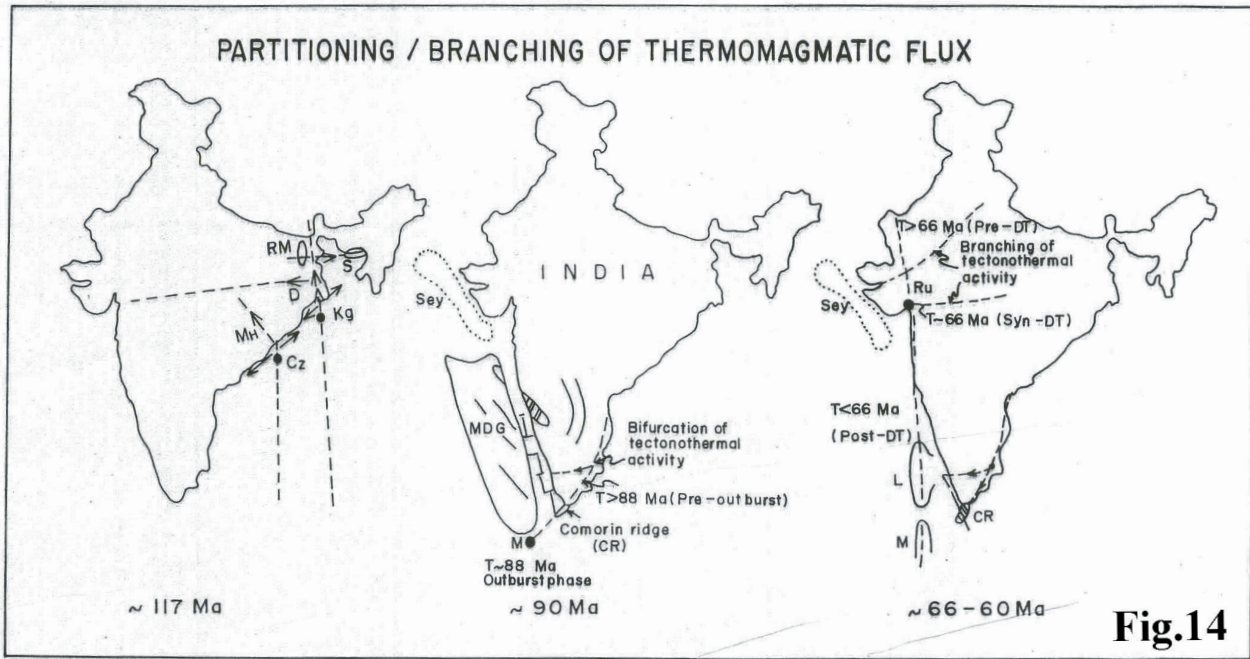 PARTITIONING / BRANCHING OF THERMOMAGMATIC FLUX
RM
S
D
Kg
MH
Cz
~ 117 Ma
Sey
INDIA
MDG
Bifurcation of
tectonothermal
activity
T>88 Ma (Pre-out burst)
Comorin ridge
(CR)
M
T~88 Ma
Outburst phase
~ 90 Ma
T>66 Ma (Pre-DT)
Branching of
tectonothermal
activity
Ru
Sey
T~66 Ma (Syn-DT)
T<66 Ma
(Post-DT)
L
CR
M
~ 66-60 Ma
Fig.14